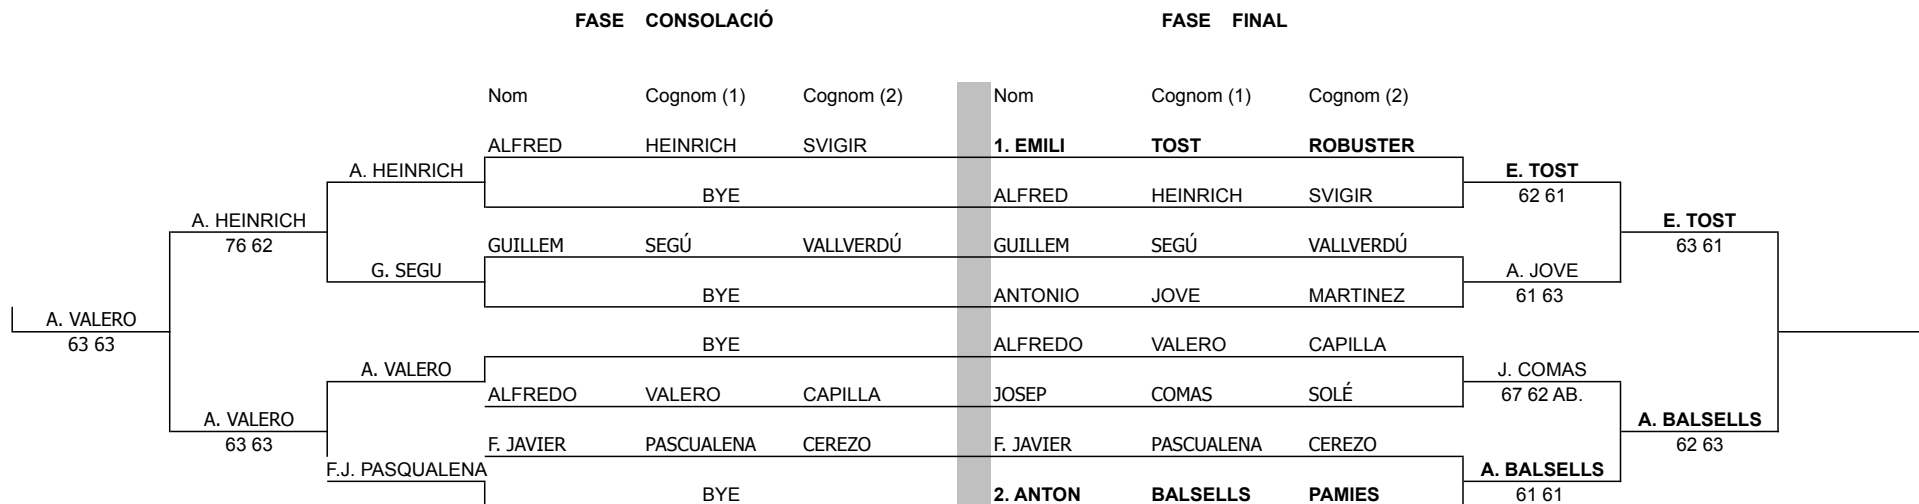 FASE CONSOLACIÓ FASE FINAL
Nom Cognom (1) Cognom (2) Nom Cognom (1) Cognom (2)
ALFRED HEINRICH SVIGIR 1. EMILI TOST ROBUSTER
A. HEINRICH E. TOST
BYE ALFRED HEINRICH SVIGIR 62 61
A. HEINRICH E. TOST
76 62 GUILLEM SEGÚ VALLVERDÚ GUILLEM SEGÚ VALLVERDÚ 63 61
G. SEGU A. JOVE
BYE ANTONIO JOVE MARTINEZ 61 63
A. VALERO
63 63 BYE ALFREDO VALERO CAPILLA
A. VALERO J. COMAS
ALFREDO VALERO CAPILLA JOSEP COMAS SOLÉ 67 62 AB.
A. VALERO A. BALSELLS
63 63 F. JAVIER PASCUALENA CEREZO F. JAVIER PASCUALENA CEREZO 62 63
F.J. PASQUALENA A. BALSELLS
BYE 2. ANTON BALSELLS PAMIES 61 61